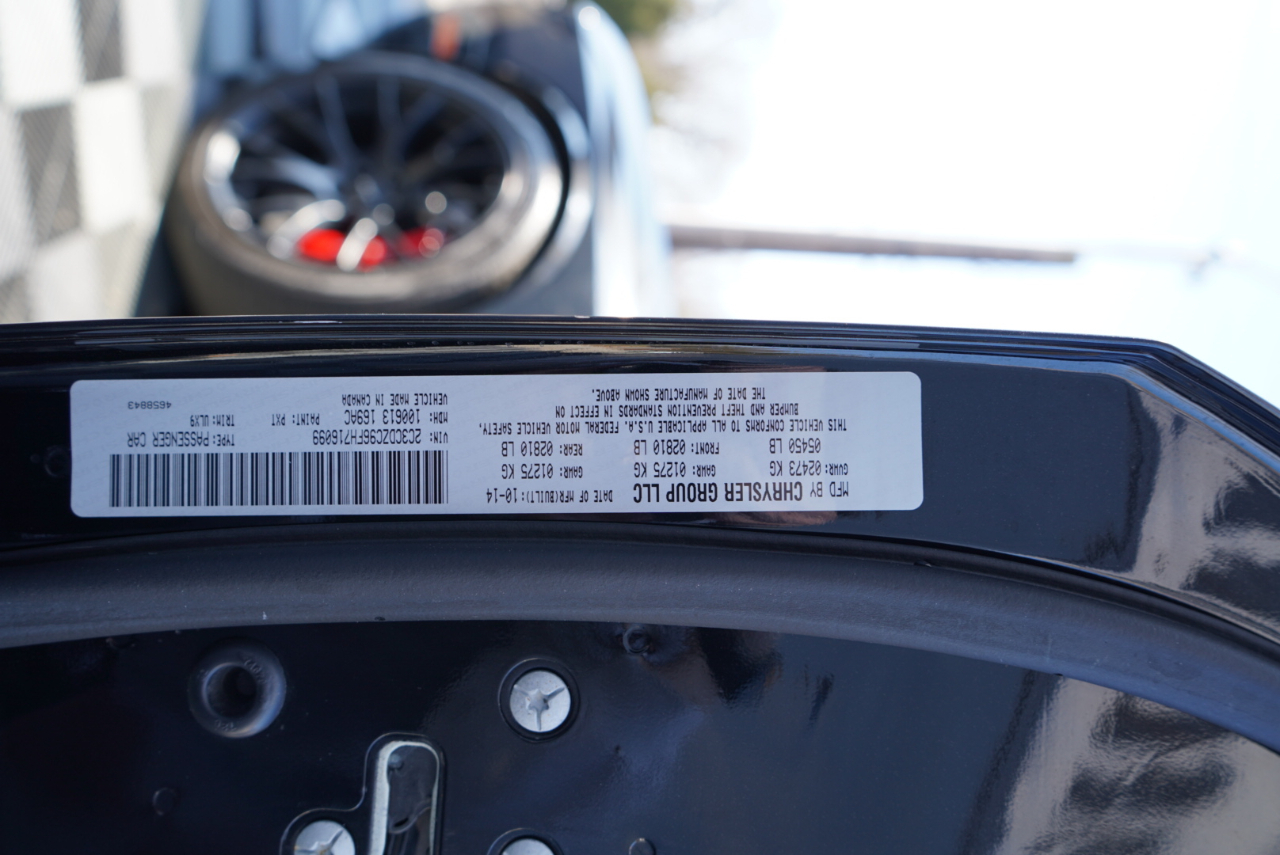 MFD BY CHRYSLER GROUP LLC DATE OF MFR(BUILT):10-14
GVWR: 02473 KG GAWR: 01275 KG GAWR: 01275 KG
05450 LB FRONT: 02810 LB REAR: 02810 LB
THIS VEHICLE CONFORMS TO ALL APPLICABLE U.S.A. FEDERAL MOTOR VEHICLE SAFETY,
BUMPER AND THEFT PREVENTION STANDARDS IN EFFECT ON
THE DATE OF MANUFACTURE SHOWN ABOVE.
VIN: 2C3CDZC96FH716099 TYPE: PASSENGER CAR
MDH: 100613 169AC PAINT: PXT TRIM: ULX9
VEHICLE MADE IN CANADA 4658843